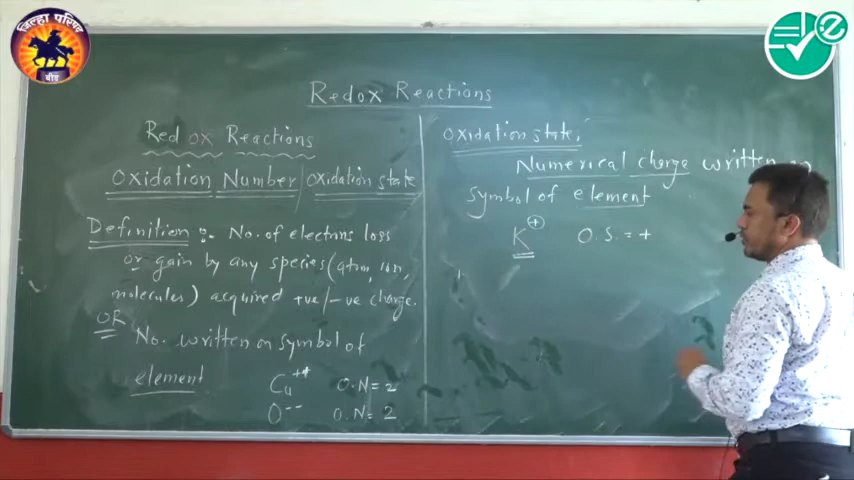 जिल्हा परिषद
बीड
e
Redox Reactions
Redox Reactions
Oxidation Number/Oxidation state
Definition :- No. of electrons loss
or gain by any species (atom, ion,
molecules) acquired +ve/-ve charge.
OR
No. written on symbol of
element
Cu++ O.N=2
O-- O.N=2
Oxidation state:
Numerical charge written on
symbol of element
K+ O.S.=+